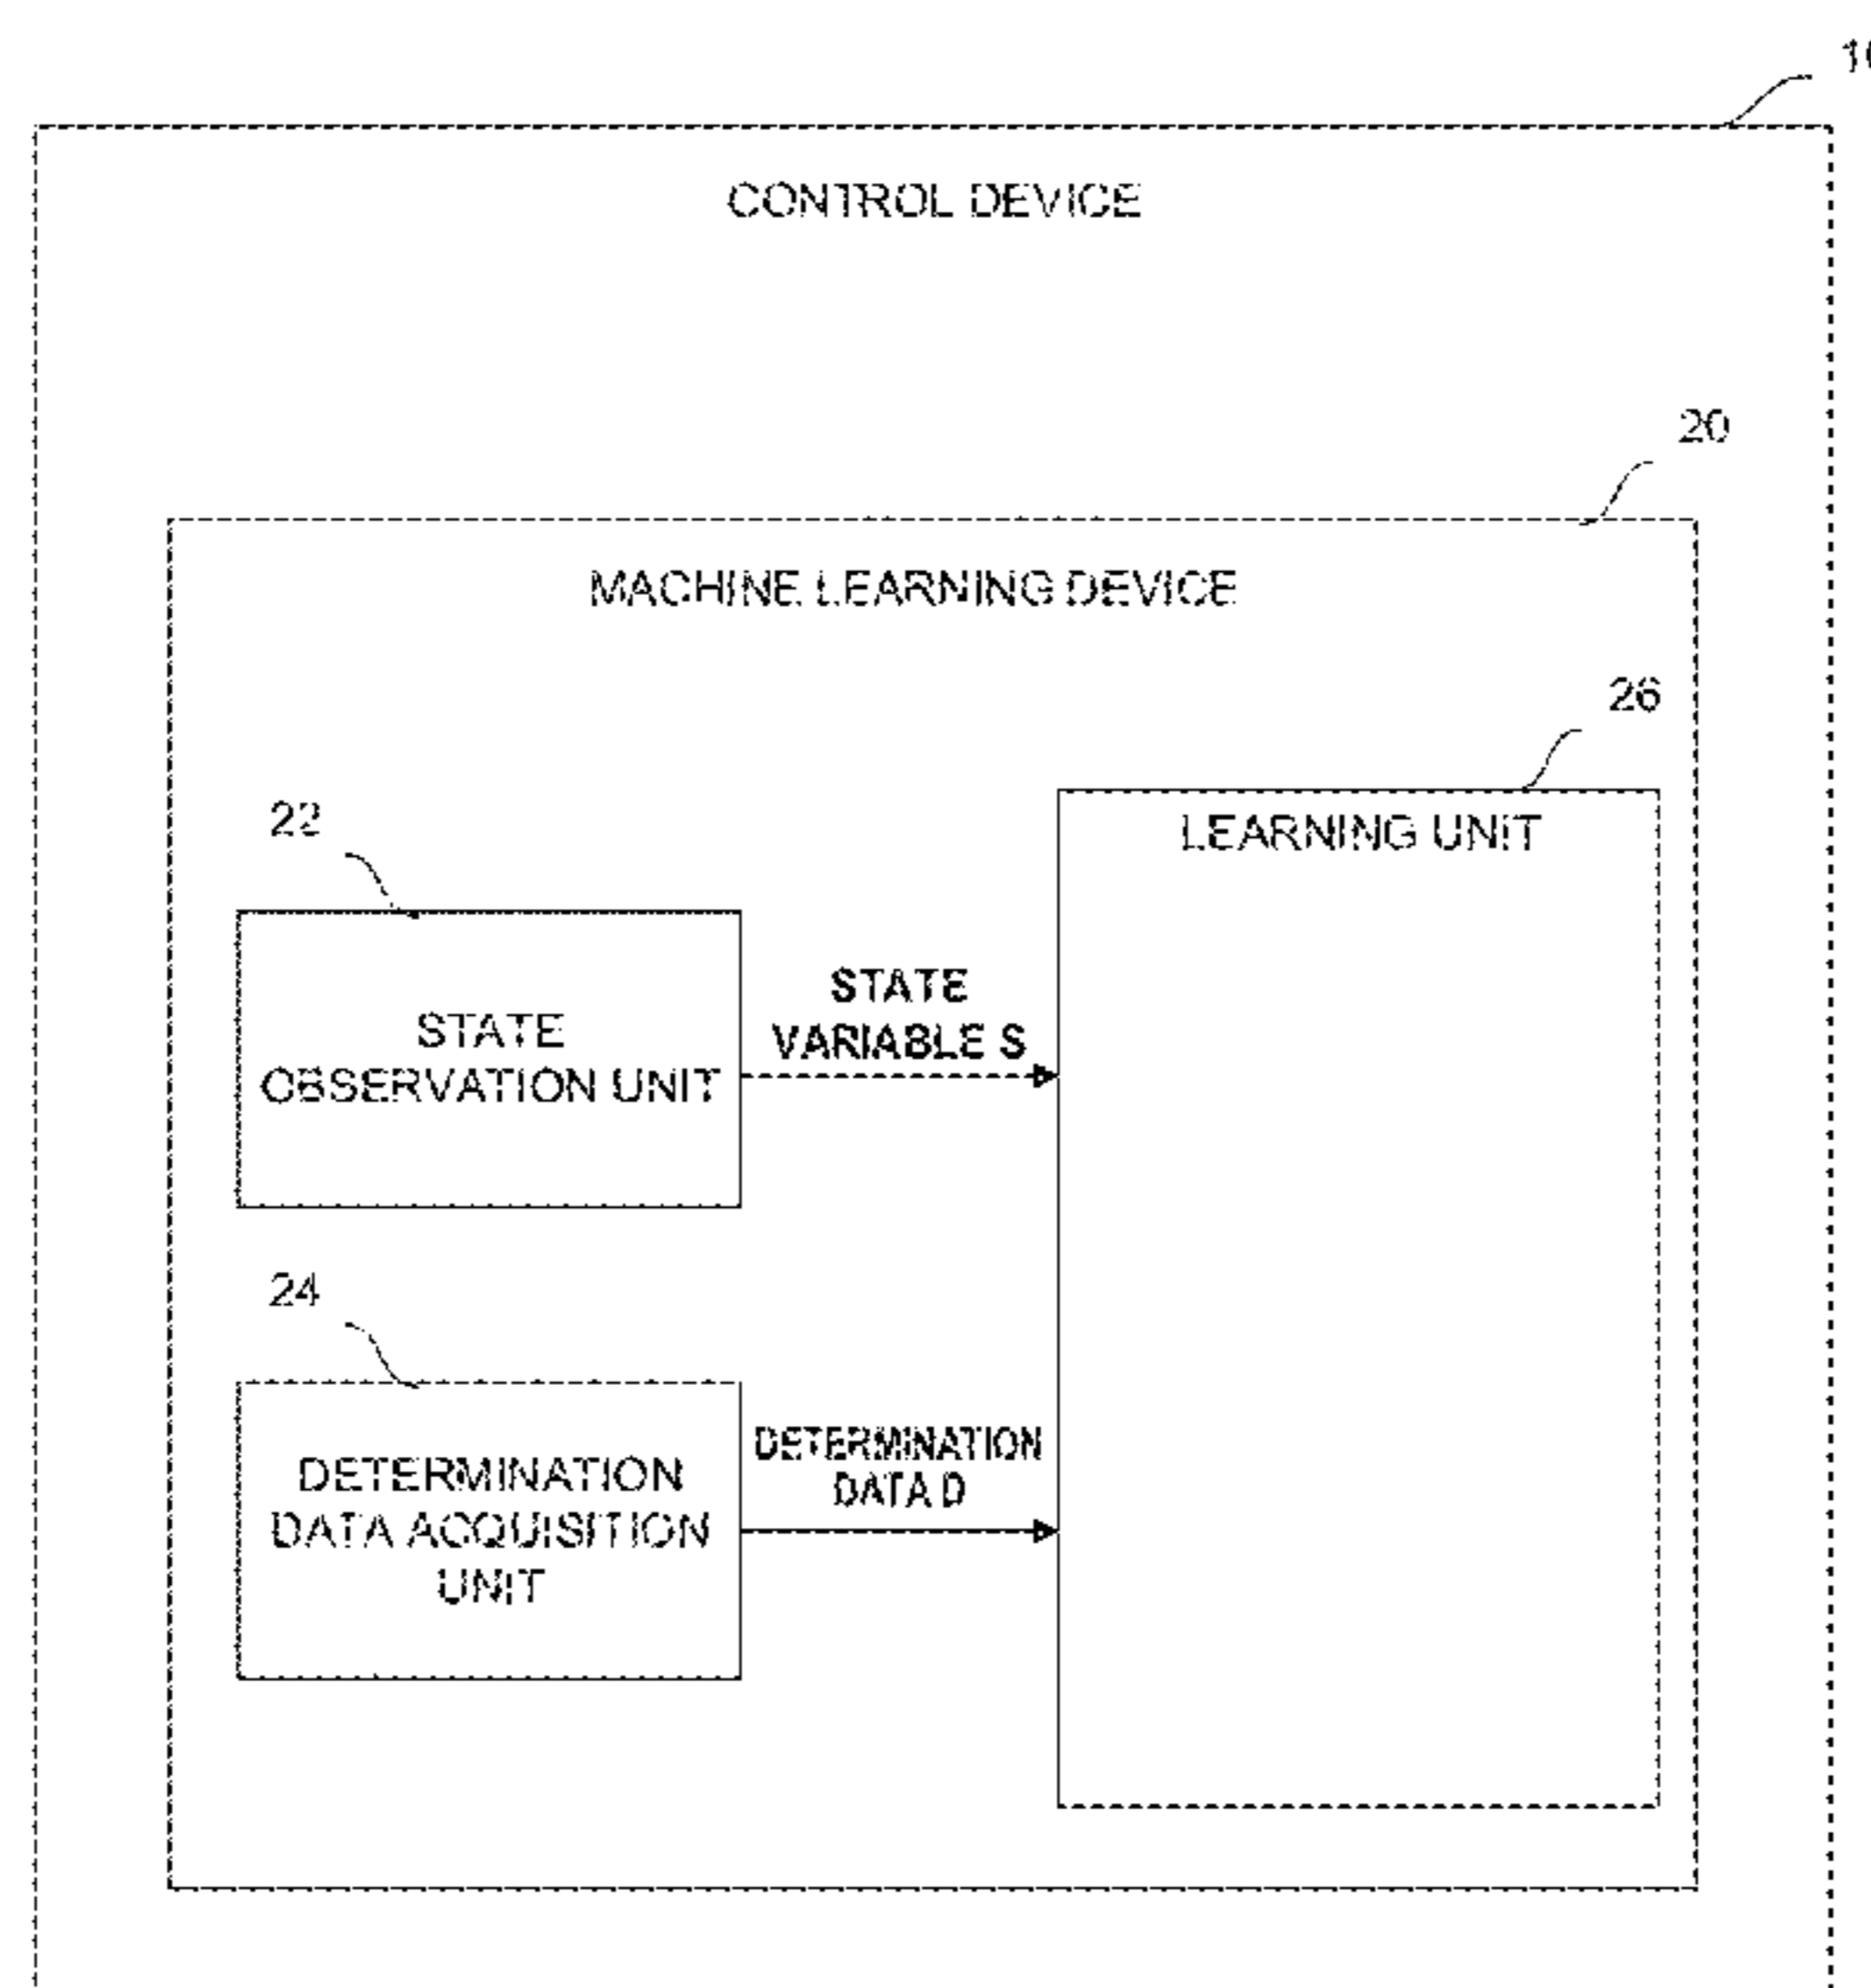 CONTROL DEVICE
20
MACHINE LEARNING DEVICE
26
LEARNING UNIT
22
STATE
OBSERVATION UNIT
STATE
VARIABLE S
24
DETERMINATION
DATA ACQUISITION
UNIT
DETERMINATION
DATA D